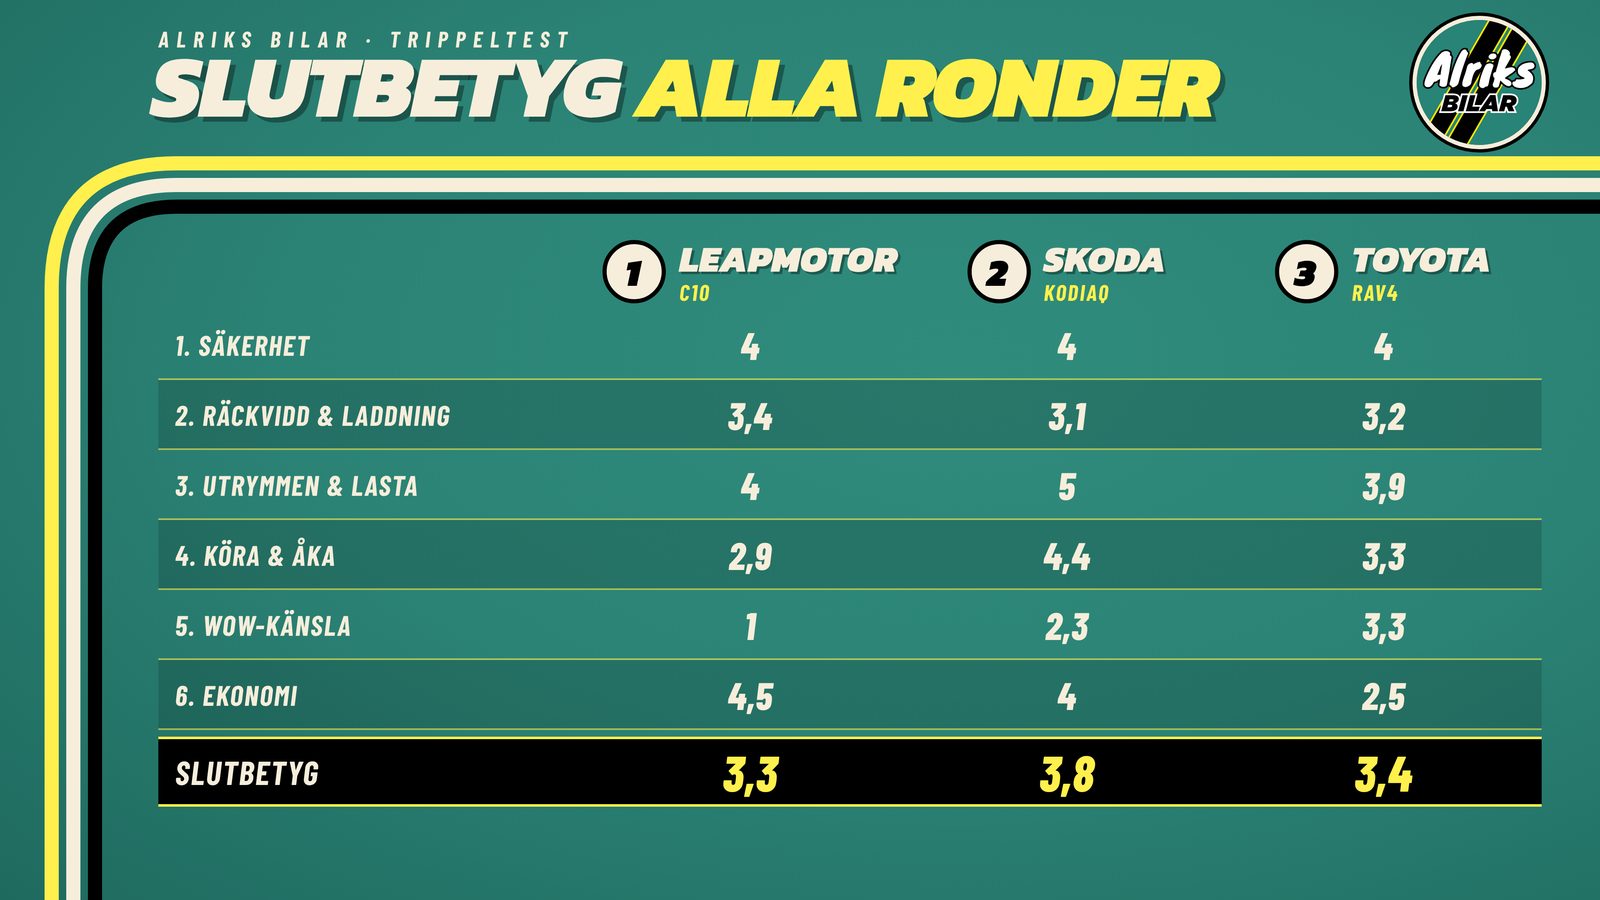 ALRIKS BILAR · TRIPPELTEST
SLUTBETYG ALLA RONDER
Alriks
BILAR
1 LEAPMOTOR 2 SKODA 3 TOYOTA
C10 KODIAQ RAV4
1. SÄKERHET 4 4 4
2. RÄCKVIDD & LADDNING 3,4 3,1 3,2
3. UTRYMMEN & LASTA 4 5 3,9
4. KÖRA & ÅKA 2,9 4,4 3,3
5. WOW-KÄNSLA 1 2,3 3,3
6. EKONOMI 4,5 4 2,5
SLUTBETYG 3,3 3,8 3,4